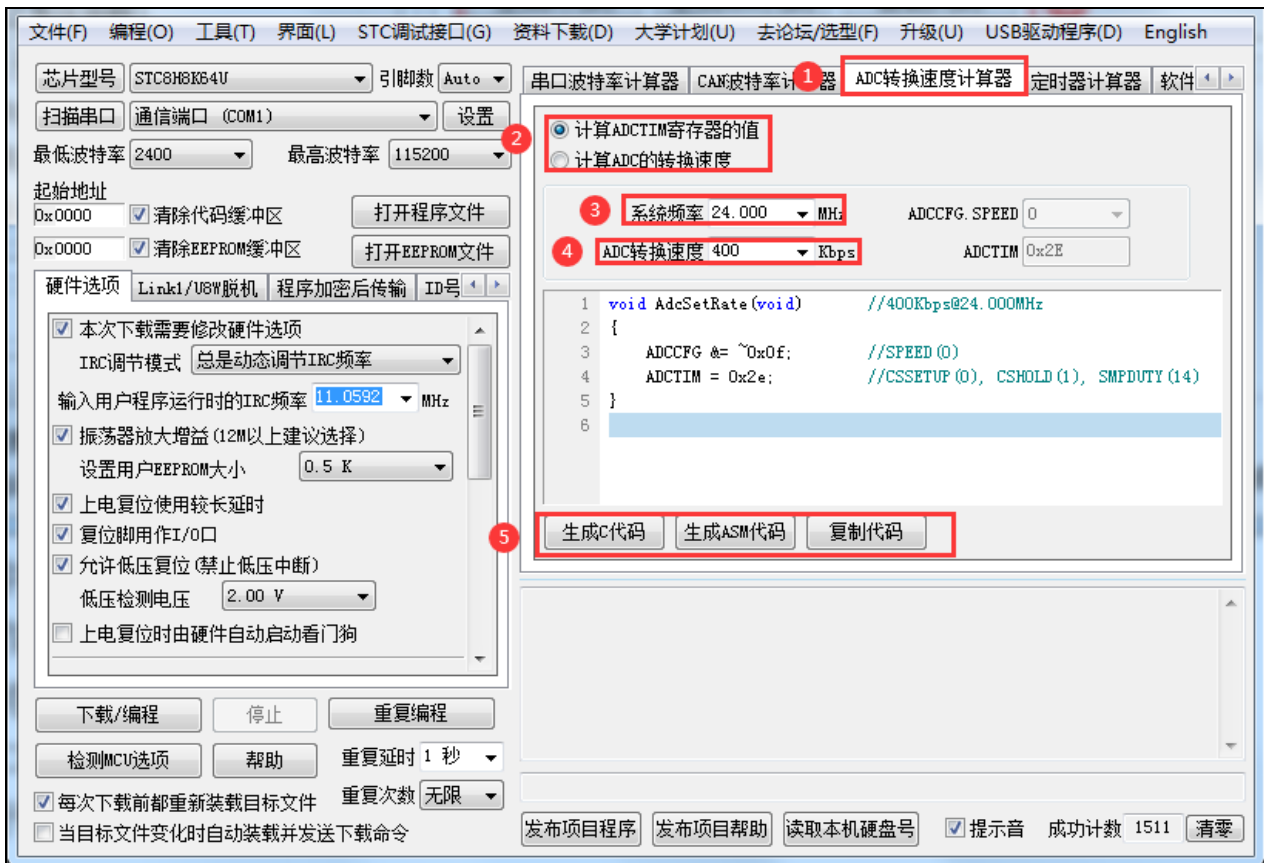 文件(F) 编程(O) 工具(T) 界面(L) STC调试接口(G) 资料下载(D) 大学计划(U) 去论坛/选型(F) 升级(U) USB驱动程序(D) English
芯片型号 STC8H8K64U 引脚数 Auto
扫描串口 通信端口 (COM1) 设置
最低波特率 2400 最高波特率 115200
起始地址
0x0000 清除代码缓冲区 打开程序文件
0x0000 清除EEPROM缓冲区 打开EEPROM文件
硬件选项 Link1/U8W脱机 程序加密后传输 ID号
本次下载需要修改硬件选项
IRC调节模式 总是动态调节IRC频率
输入用户程序运行时的IRC频率 11.0592 MHz
振荡器放大增益(12M以上建议选择)
设置用户EEPROM大小 0.5 K
上电复位使用较长延时
复位脚用作I/O口
允许低压复位(禁止低压中断)
低压检测电压 2.00 V
上电复位时由硬件自动启动看门狗
下载/编程 停止 重复编程
检测MCU选项 帮助 重复延时 1 秒
每次下载前都重新装载目标文件 重复次数 无限
当目标文件变化时自动装载并发送下载命令
串口波特率计算器 CAN波特率计 1 器 ADC转换速度计算器 定时器计算器 软件
2
计算ADCTIM寄存器的值
计算ADC的转换速度
3 系统频率 24.000 MHz ADCCFG.SPEED 0
4 ADC转换速度 400 Kbps ADCTIM 0x2E
1 void AdcSetRate(void) //400Kbps@24.000MHz
2 {
3 ADCCFG &= ~0x0f; //SPEED(0)
4 ADCTIM = 0x2e; //CSSETUP(0), CSHOLD(1), SMPDUTY(14)
5 }
6
5 生成C代码 生成ASM代码 复制代码
发布项目程序 发布项目帮助 读取本机硬盘号 提示音 成功计数 1511 清零